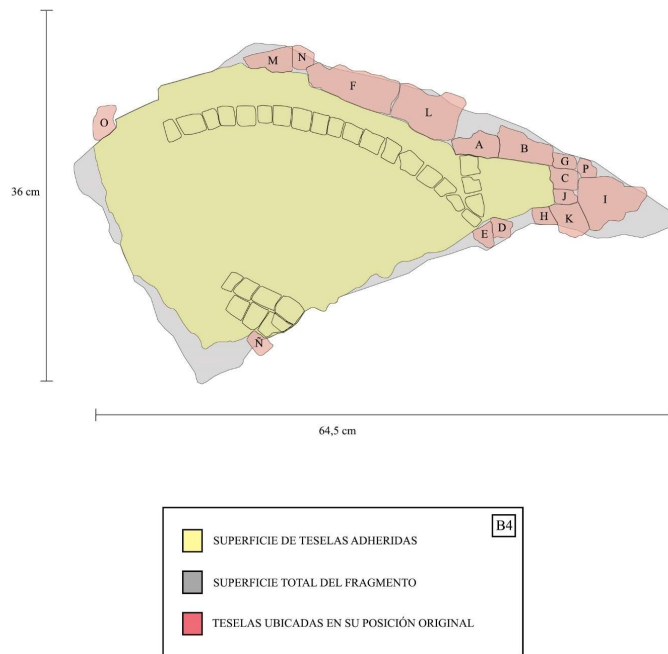 M N
F
L
O
A B
G P
C
I
J
H K
E D
36 cm
Ñ
64,5 cm
B4
SUPERFICIE DE TESELAS ADHERIDAS
SUPERFICIE TOTAL DEL FRAGMENTO
TESELAS UBICADAS EN SU POSICIÓN ORIGINAL